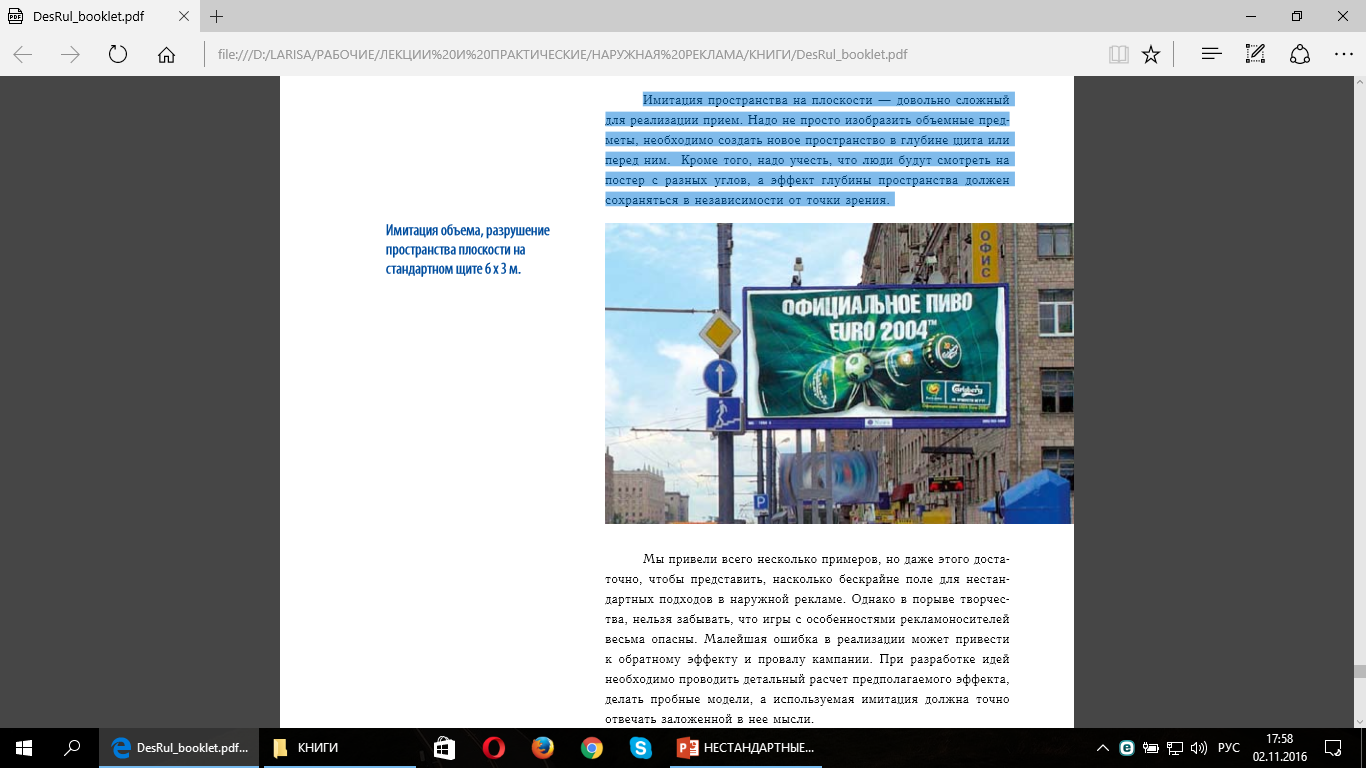 DesRul_booklet.pdf
file:///D:/LARISA/РАБОЧИЕ/ЛЕКЦИИ%20И%20ПРАКТИЧЕСКИЕ/НАРУЖНАЯ%20РЕКЛАМА/КНИГИ/DesRul_booklet.pdf
Имитация пространства на плоскости — довольно сложный
для реализации прием. Надо не просто изобразить объемные пред-
меты, необходимо создать новое пространство в глубине щита или
перед ним. Кроме того, надо учесть, что люди будут смотреть на
постер с разных углов, а эффект глубины пространства должен
сохраняться в независимости от точки зрения.
Имитация объема, разрушение
пространства плоскости на
стандартном щите 6 х 3 м.
ОФИС
ОФИЦИАЛЬНОЕ ПИВО
EURO 2004™
Carlsberg
P
Мы привели всего несколько примеров, но даже этого доста-
точно, чтобы представить, насколько бескрайне поле для нестан-
дартных подходов в наружной рекламе. Однако в порыве творчес-
тва, нельзя забывать, что игры с особенностями рекламоносителей
весьма опасны. Малейшая ошибка в реализации может привести
к обратному эффекту и провалу кампании. При разработке идей
необходимо проводить детальный расчет предполагаемого эффекта,
делать пробные модели, а используемая имитация должна точно
отвечать заложенной в нее мысли.
DesRul_booklet.pdf...
КНИГИ
НЕСТАНДАРТНЫЕ...
РУС
17:58
02.11.2016